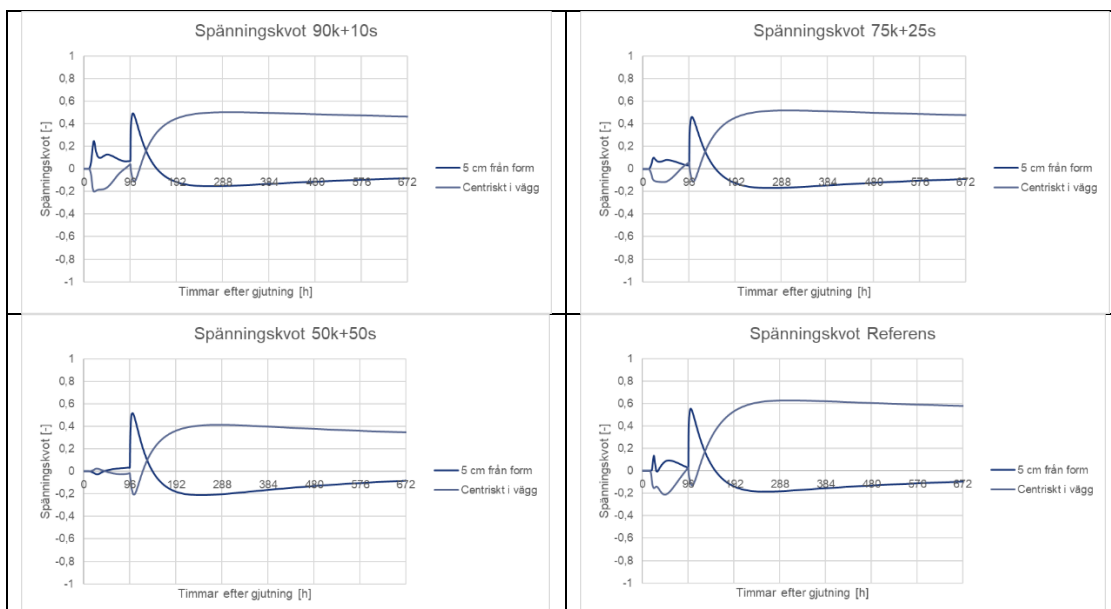 Spänningskvot 90k+10s
1
0,8
0,6
0,4
0,2
0
-0,2
-0,4
-0,6
-0,8
-1
0 96 192 288 384 480 576 672
Spänningskvot [-]
Timmar efter gjutning [h]
5 cm från form
Centriskt i vägg
Spänningskvot 75k+25s
1
0,8
0,6
0,4
0,2
0
-0,2
-0,4
-0,6
-0,8
-1
0 96 192 288 384 480 576 672
Spänningskvot [-]
Timmar efter gjutning [h]
5 cm från form
Centriskt i vägg
Spänningskvot 50k+50s
1
0,8
0,6
0,4
0,2
0
-0,2
-0,4
-0,6
-0,8
-1
0 96 192 288 384 480 576 672
Spänningskvot [-]
Timmar efter gjutning [h]
5 cm från form
Centriskt i vägg
Spänningskvot Referens
1
0,8
0,6
0,4
0,2
0
-0,2
-0,4
-0,6
-0,8
-1
0 96 192 288 384 480 576 672
Spänningskvot [-]
Timmar efter gjutning [h]
5 cm från form
Centriskt i vägg